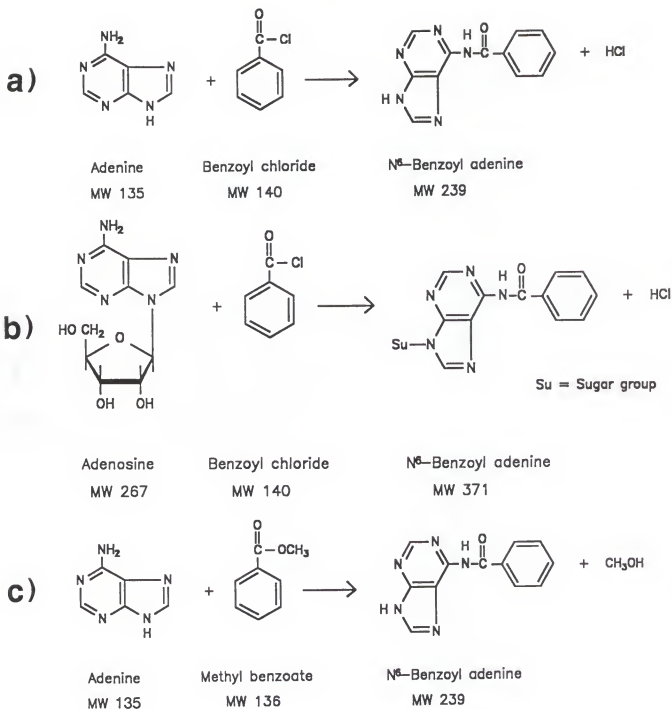 a)
NH₂
N
N
N
N
H
+
O
C
Cl
H O
N N
NH-C
H N
N
+ HCl
Adenine
MW 135
Benzoyl chloride
MW 140
N⁶-Benzoyl adenine
MW 239
b)
NH₂
N
N
N
N
HO CH₂
O
OH OH
+
O
C-Cl
H O
N N
N-C
Su-N
N
+ HCl
Su = Sugar group
Adenosine
MW 267
Benzoyl chloride
MW 140
N⁶-Benzoyl adenine
MW 371
c)
NH₂
N
N
N
N
H
+
O
C-OCH₃
H O
N N
N-C
H N
N
+ CH₃OH
Adenine
MW 135
Methyl benzoate
MW 136
N⁶-Benzoyl adenine
MW 239